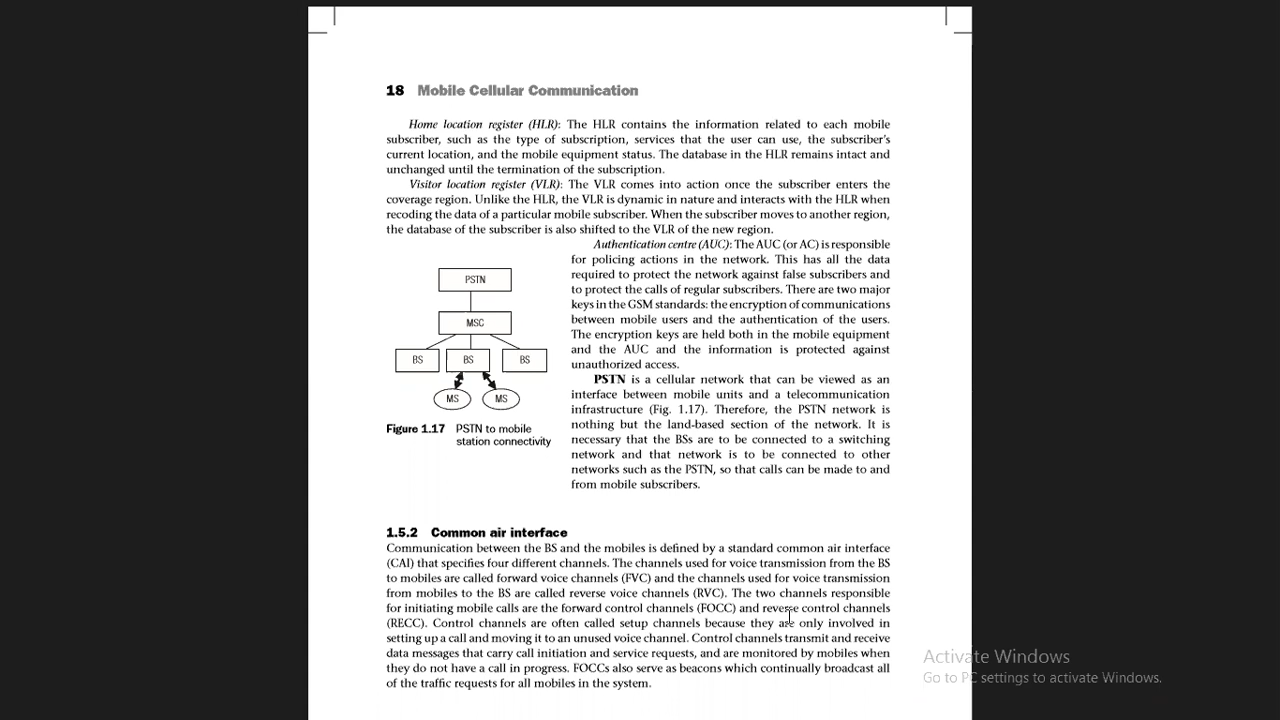 18 Mobile Cellular Communication
Home location register (HLR): The HLR contains the information related to each mobile
subscriber, such as the type of subscription, services that the user can use, the subscriber's
current location, and the mobile equipment status. The database in the HLR remains intact and
unchanged until the termination of the subscription.
Visitor location register (VLR): The VLR comes into action once the subscriber enters the
coverage region. Unlike the HLR, the VLR is dynamic in nature and interacts with the HLR when
recoding the data of a particular mobile subscriber. When the subscriber moves to another region,
the database of the subscriber is also shifted to the VLR of the new region.
Authentication centre (AUC): The AUC (or AC) is responsible
for policing actions in the network. This has all the data
required to protect the network against false subscribers and
to protect the calls of regular subscribers. There are two major
keys in the GSM standards: the encryption of communications
between mobile users and the authentication of the users.
The encryption keys are held both in the mobile equipment
and the AUC and the information is protected against
unauthorized access.
PSTN is a cellular network that can be viewed as an
interface between mobile units and a telecommunication
infrastructure (Fig. 1.17). Therefore, the PSTN network is
nothing but the land-based section of the network. It is
necessary that the BSs are to be connected to a switching
network and that network is to be connected to other
networks such as the PSTN, so that calls can be made to and
from mobile subscribers.
PSTN
MSC
BS BS BS
MS MS
Figure 1.17 PSTN to mobile
station connectivity
1.5.2 Common air interface
Communication between the BS and the mobiles is defined by a standard common air interface
(CAI) that specifies four different channels. The channels used for voice transmission from the BS
to mobiles are called forward voice channels (FVC) and the channels used for voice transmission
from mobiles to the BS are called reverse voice channels (RVC). The two channels responsible
for initiating mobile calls are the forward control channels (FOCC) and reverse control channels
(RECC). Control channels are often called setup channels because they are only involved in
setting up a call and moving it to an unused voice channel. Control channels transmit and receive
data messages that carry call initiation and service requests, and are monitored by mobiles when
they do not have a call in progress. FOCCs also serve as beacons which continually broadcast all
of the traffic requests for all mobiles in the system.
Activate Windows
Go to PC settings to activate Windows.